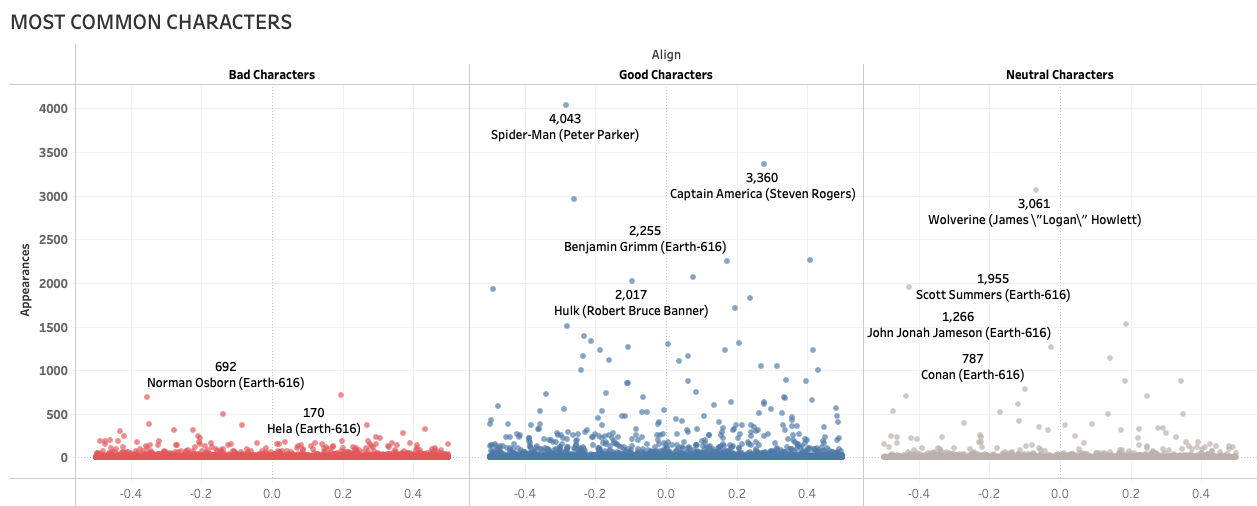 MOST COMMON CHARACTERS
Align
Bad Characters
Good Characters
Neutral Characters
Appearances
4000
3500
3000
2500
2000
1500
1000
500
0
692
Norman Osborn (Earth-616)
170
Hela (Earth-616)
4,043
Spider-Man (Peter Parker)
3,360
Captain America (Steven Rogers)
2,255
Benjamin Grimm (Earth-616)
2,017
Hulk (Robert Bruce Banner)
3,061
Wolverine (James \"Logan\" Howlett)
1,955
Scott Summers (Earth-616)
1,266
John Jonah Jameson (Earth-616)
787
Conan (Earth-616)
-0.4 -0.2 0.0 0.2 0.4
-0.4 -0.2 0.0 0.2 0.4
-0.4 -0.2 0.0 0.2 0.4